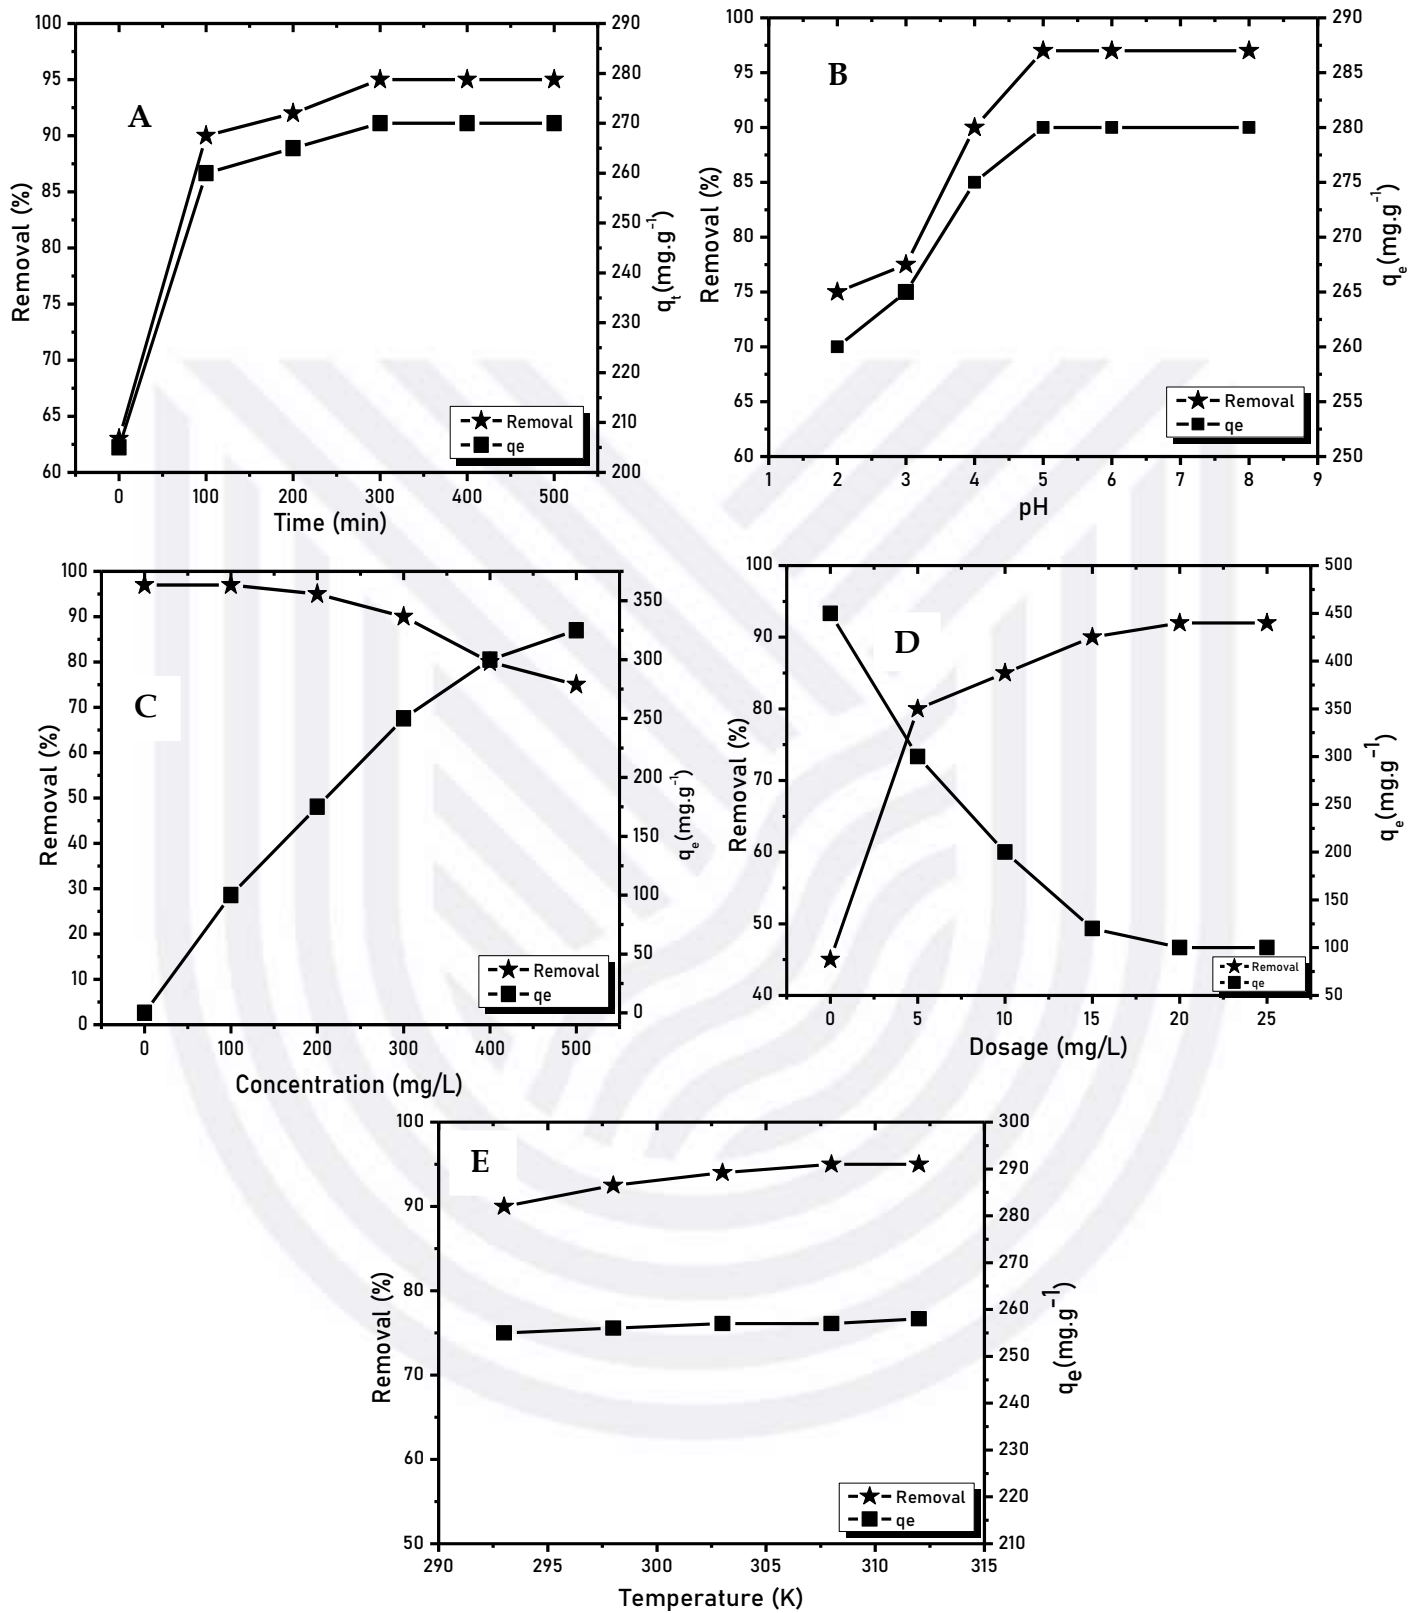 A
Removal (%)
100
95
90
85
80
75
70
65
60
290
280
270
260
250
240
230
220
210
200
qt(mg.g⁻¹)
Removal
qe
0 100 200 300 400 500
Time (min)
B
Removal (%)
100
95
90
85
80
75
70
65
60
290
285
280
275
270
265
260
255
250
qe(mg.g⁻¹)
Removal
qe
1 2 3 4 5 6 7 8 9
pH
C
Removal (%)
100
90
80
70
60
50
40
30
20
10
0
350
300
250
200
150
100
50
0
qe(mg.g⁻¹)
Removal
qe
0 100 200 300 400 500
Concentration (mg/L)
D
Removal (%)
100
90
80
70
60
50
40
500
450
400
350
300
250
200
150
100
50
qe(mg.g⁻¹)
Removal
qe
0 5 10 15 20 25
Dosage (mg/L)
E
Removal (%)
100
90
80
70
60
50
300
290
280
270
260
250
240
230
220
210
qe(mg.g⁻¹)
Removal
qe
290 295 300 305 310 315
Temperature (K)